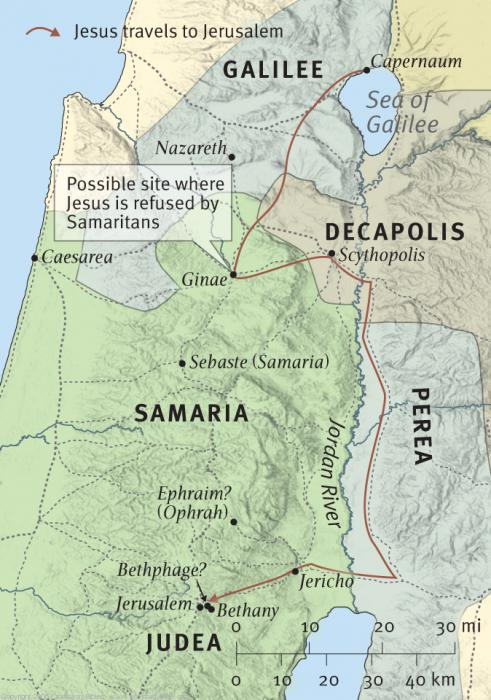 Jesus travels to Jerusalem
GALILEE
Capernaum
Sea of
Galilee
Nazareth
Possible site where
Jesus is refused by
Samaritans
DECAPOLIS
Scythopolis
Caesarea
Ginae
Sebaste (Samaria)
SAMARIA
PEREA
Jordan River
Ephraim?
(Ophrah)
Bethphage?
Jericho
Jerusalem
Bethany
JUDEA
0 10 20 30 mi
0 10 20 30 40 km